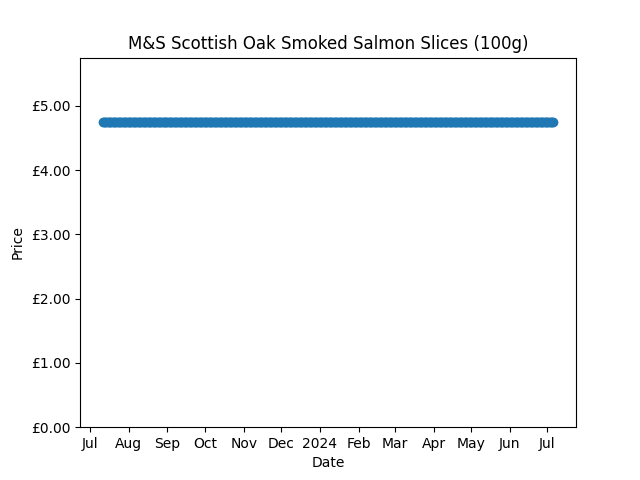 M&S Scottish Oak Smoked Salmon Slices (100g)
£5.00
£4.00
£3.00
£2.00
£1.00
£0.00
Price
Jul Aug Sep Oct Nov Dec 2024 Feb Mar Apr May Jun Jul
Date